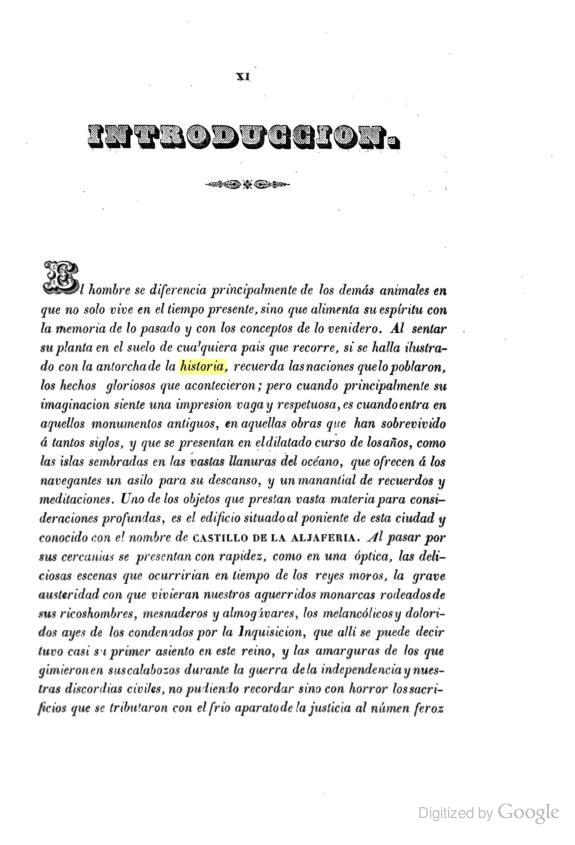 XI
INTRODUCCION.
El hombre se diferencia principalmente de los demás animales en
que no solo vive en el tiempo presente, sino que alimenta su espíritu con
la memoria de lo pasado y con los conceptos de lo venidero. Al sentar
su planta en el suelo de cualquiera pais que recorre, si se halla ilustra-
do con la antorcha de la historia, recuerda las naciones que lo poblaron,
los hechos gloriosos que acontecieron; pero cuando principalmente su
imaginacion siente una impresion vaga y respetuosa, es cuando entra en
aquellos monumentos antiguos, en aquellas obras que han sobrevivido
á tantos siglos, y que se presentan en el dilatado curso de los años, como
las islas sembradas en las vastas llanuras del océano, que ofrecen á los
navegantes un asilo para su descanso, y un manantial de recuerdos y
meditaciones. Uno de los objetos que prestan vasta materia para consi-
deraciones profundas, es el edificio situado al poniente de esta ciudad y
conocido con el nombre de CASTILLO DE LA ALJAFERIA. Al pasar por
sus cercanias se presentan con rapidez, como en una óptica, las deli-
ciosas escenas que ocurririan en tiempo de los reyes moros, la grave
austeridad con que vivieran nuestros aguerridos monarcas rodeados de
sus ricoshombres, mesnaderos y almogávares, los melancólicos y dolori-
dos ayes de los condenados por la Inquisicion, que alli se puede decir
tuvo casi su primer asiento en este reino, y las amarguras de los que
gimieron en sus calabozos durante la guerra de la independencia y nues-
tras discordias civiles, no pudiendo recordar sino con horror los sacri-
ficios que se tributaron con el frio aparato de la justicia al númen feroz
Digitized by Google